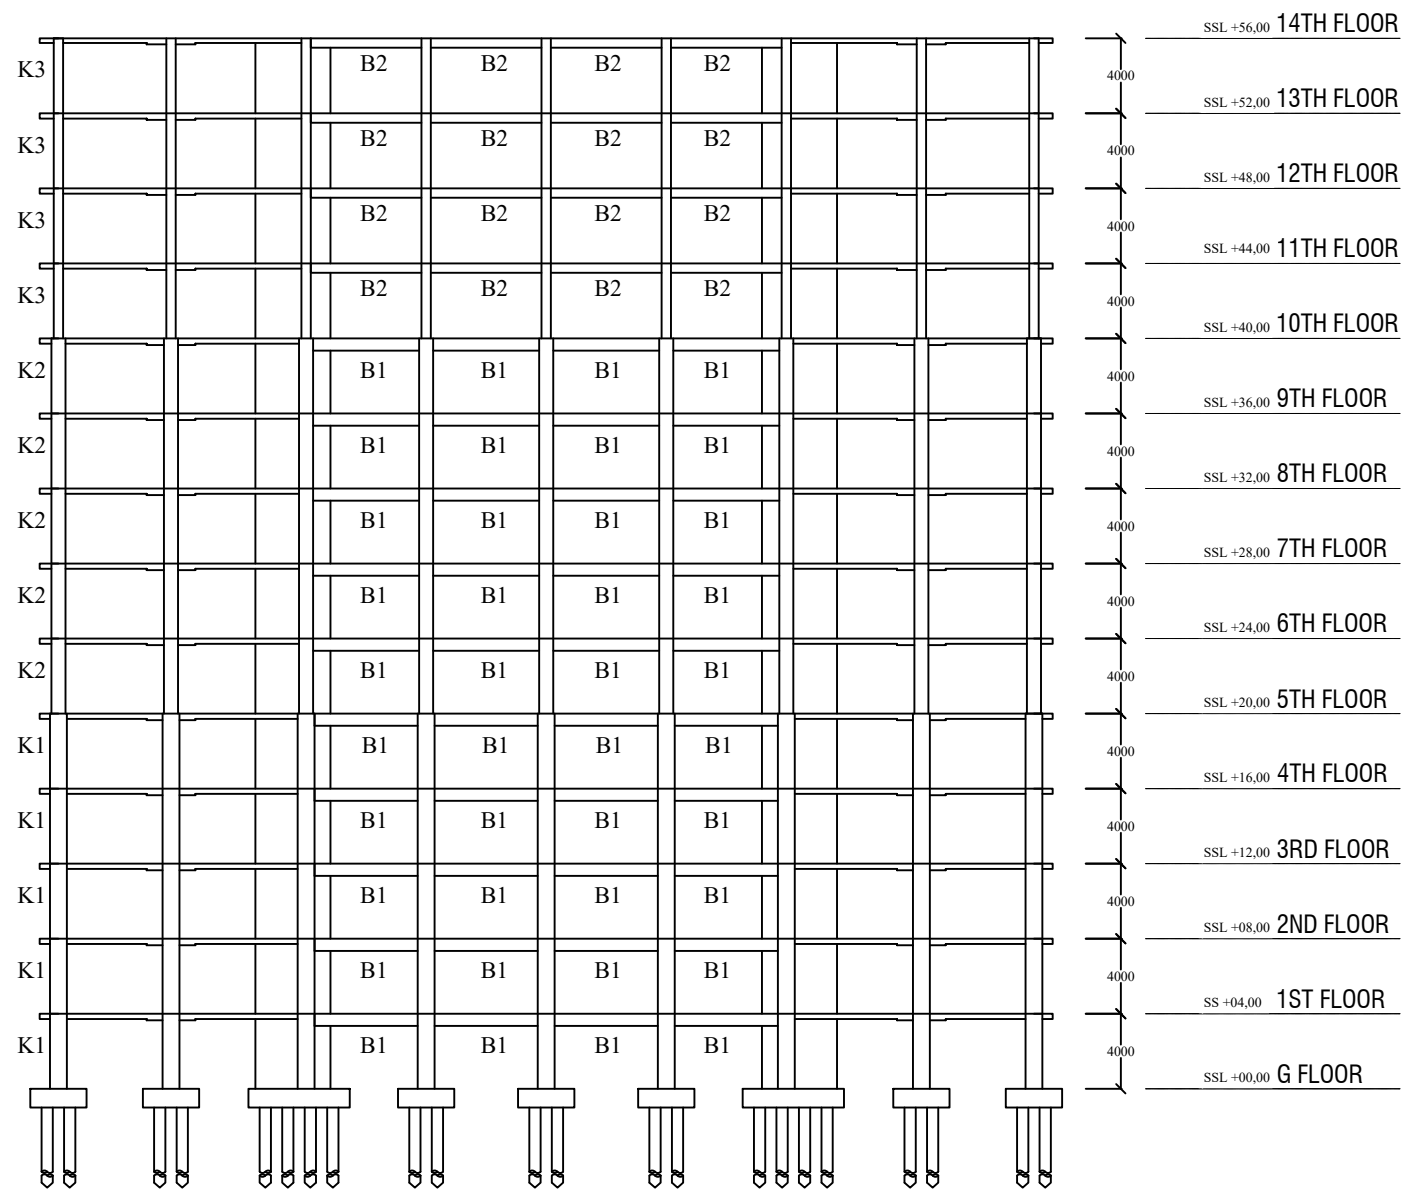 SSL +56,00 14TH FLOOR
K3 B2 B2 B2 B2 4000
SSL +52,00 13TH FLOOR
K3 B2 B2 B2 B2 4000
SSL +48,00 12TH FLOOR
K3 B2 B2 B2 B2 4000
SSL +44,00 11TH FLOOR
K3 B2 B2 B2 B2 4000
SSL +40,00 10TH FLOOR
K2 B1 B1 B1 B1 4000
SSL +36,00 9TH FLOOR
K2 B1 B1 B1 B1 4000
SSL +32,00 8TH FLOOR
K2 B1 B1 B1 B1 4000
SSL +28,00 7TH FLOOR
K2 B1 B1 B1 B1 4000
SSL +24,00 6TH FLOOR
K2 B1 B1 B1 B1 4000
SSL +20,00 5TH FLOOR
K1 B1 B1 B1 B1 4000
SSL +16,00 4TH FLOOR
K1 B1 B1 B1 B1 4000
SSL +12,00 3RD FLOOR
K1 B1 B1 B1 B1 4000
SSL +08,00 2ND FLOOR
K1 B1 B1 B1 B1 4000
SS +04,00 1ST FLOOR
K1 B1 B1 B1 B1 4000
SSL +00,00 G FLOOR